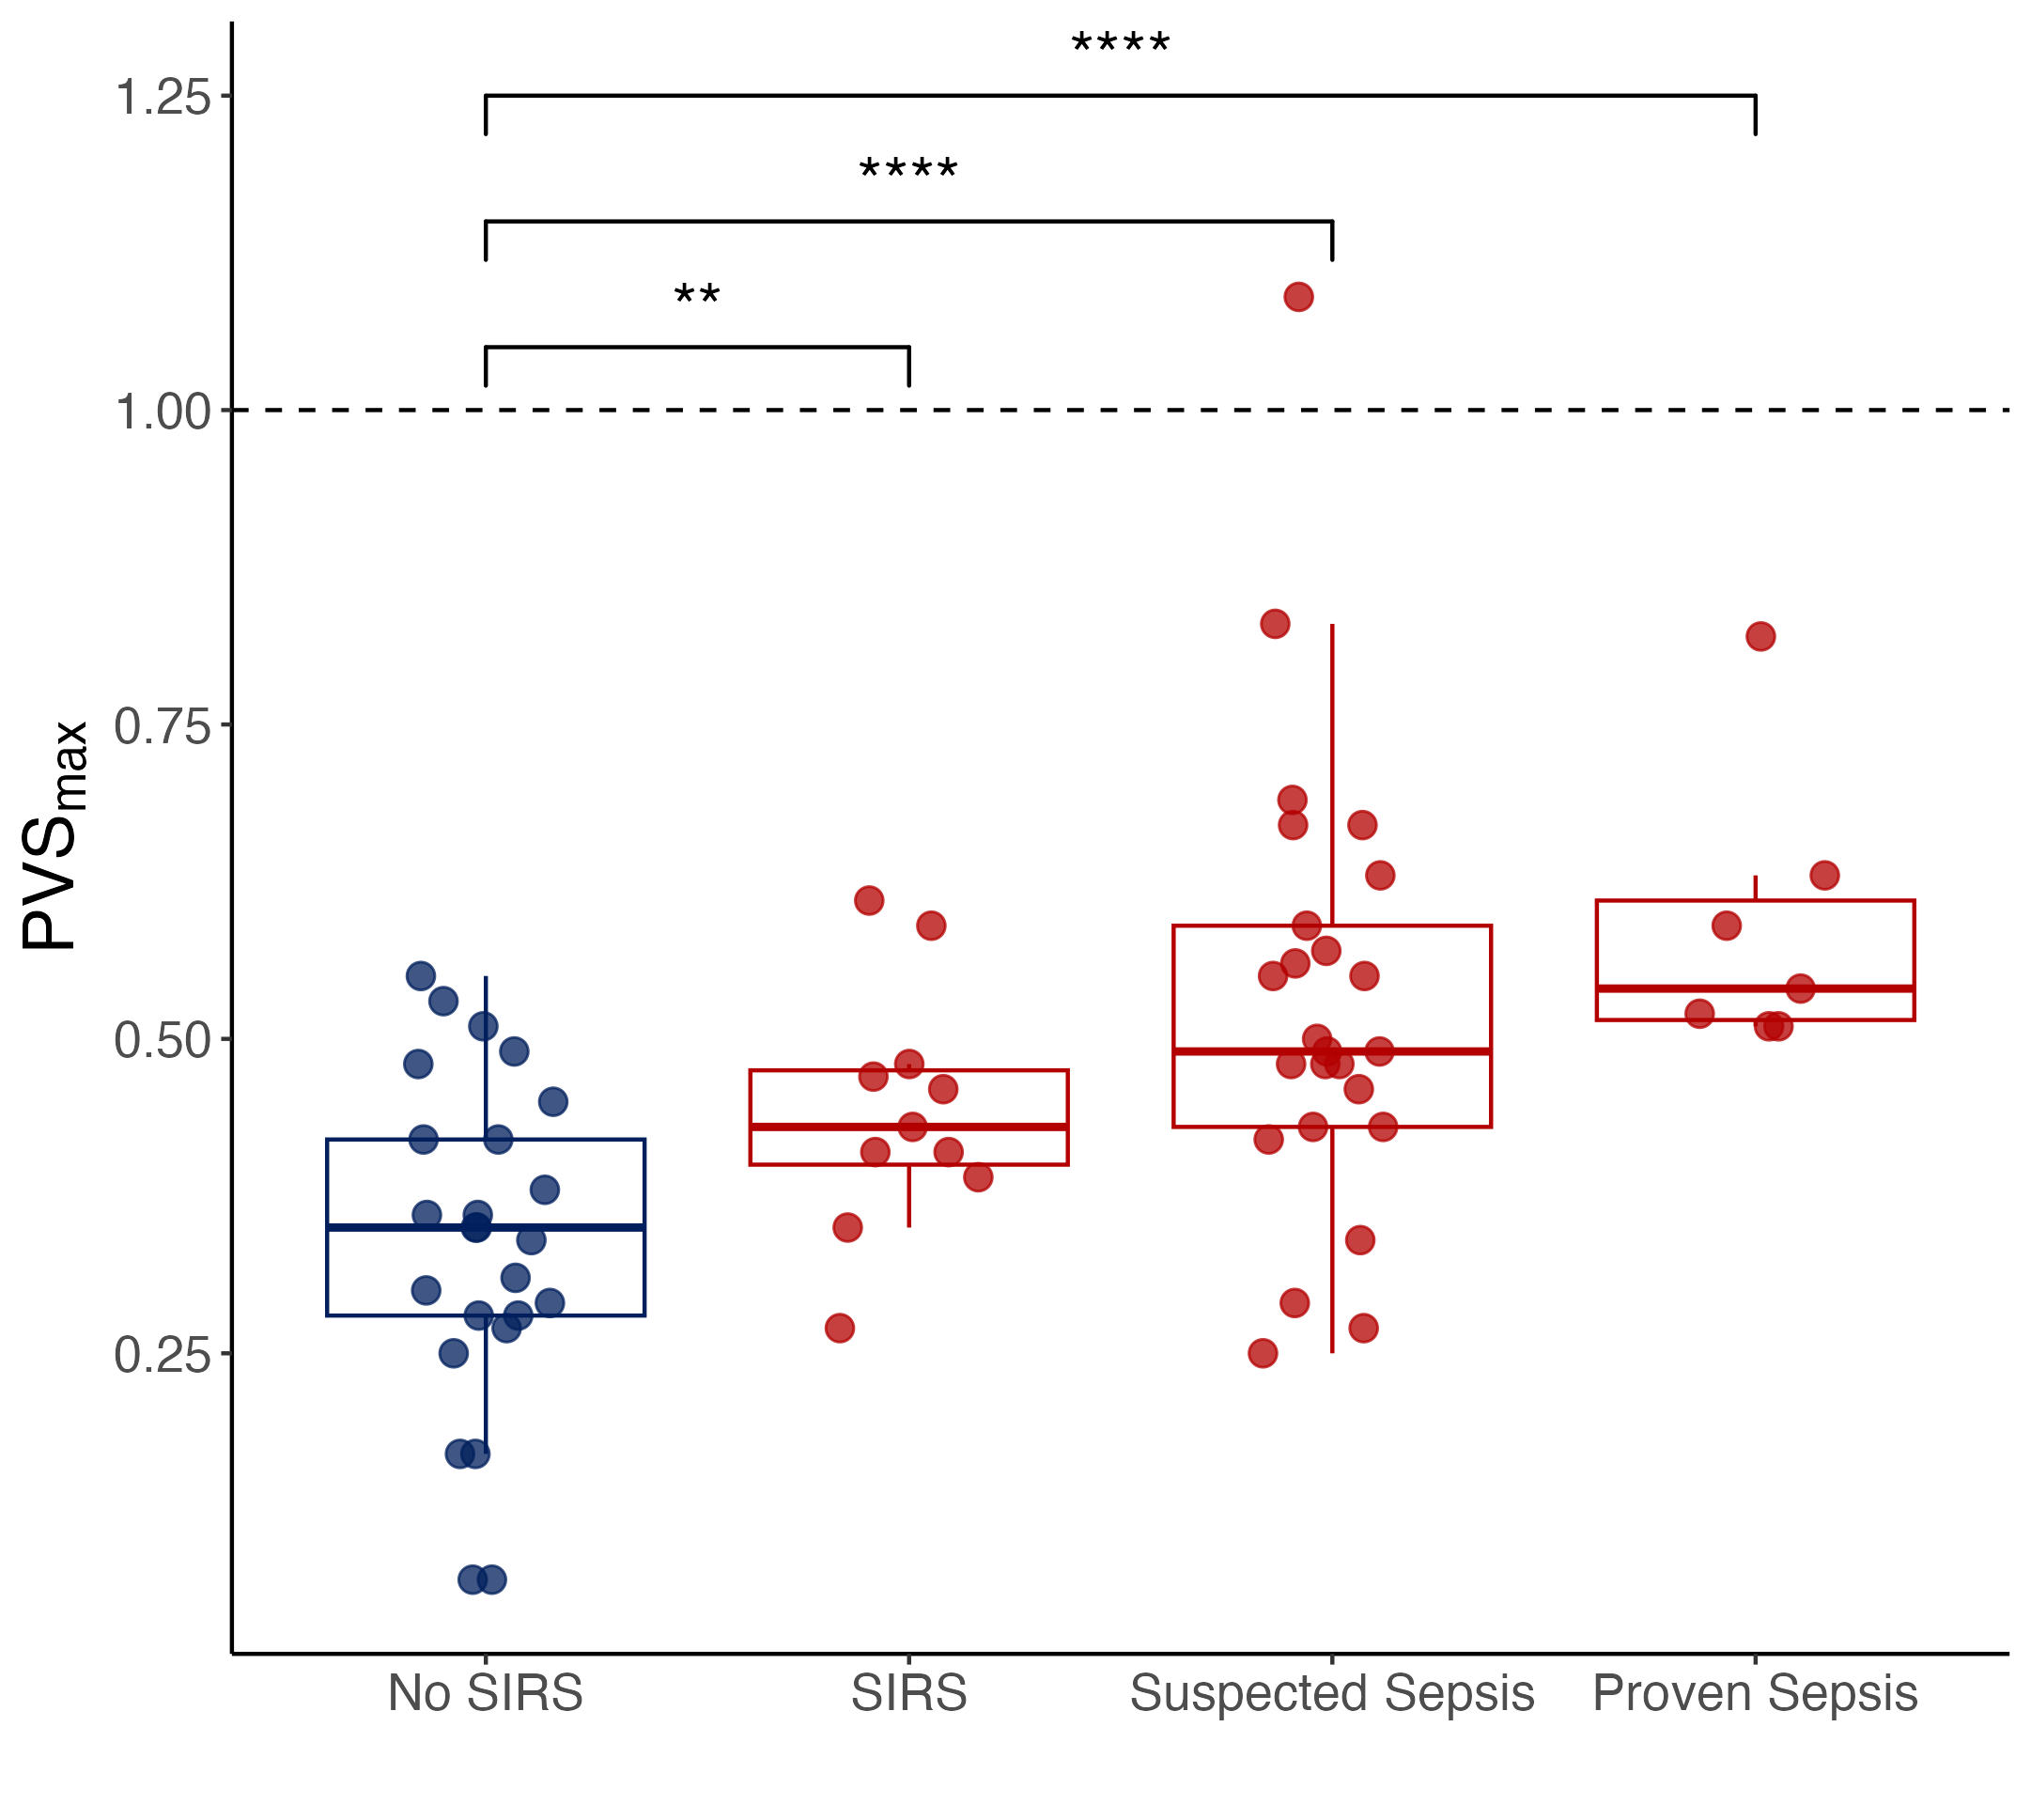 ****
1.25
****
**
1.00
0.75
PVSmax
0.50
0.25
No SIRS
SIRS
Suspected Sepsis
Proven Sepsis